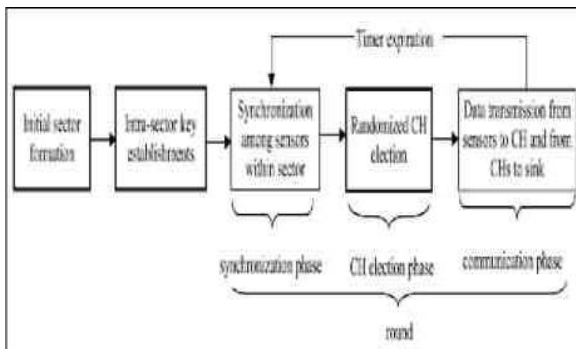 Timer expiration
Initial sector
formation
Intra-sector key
establishments
Synchronization
among sensors
within sector
Randomized CH
election
Data transmission from
sensors to CH and from
CHs to sink
synchronization phase
CH election phase
communication phase
round